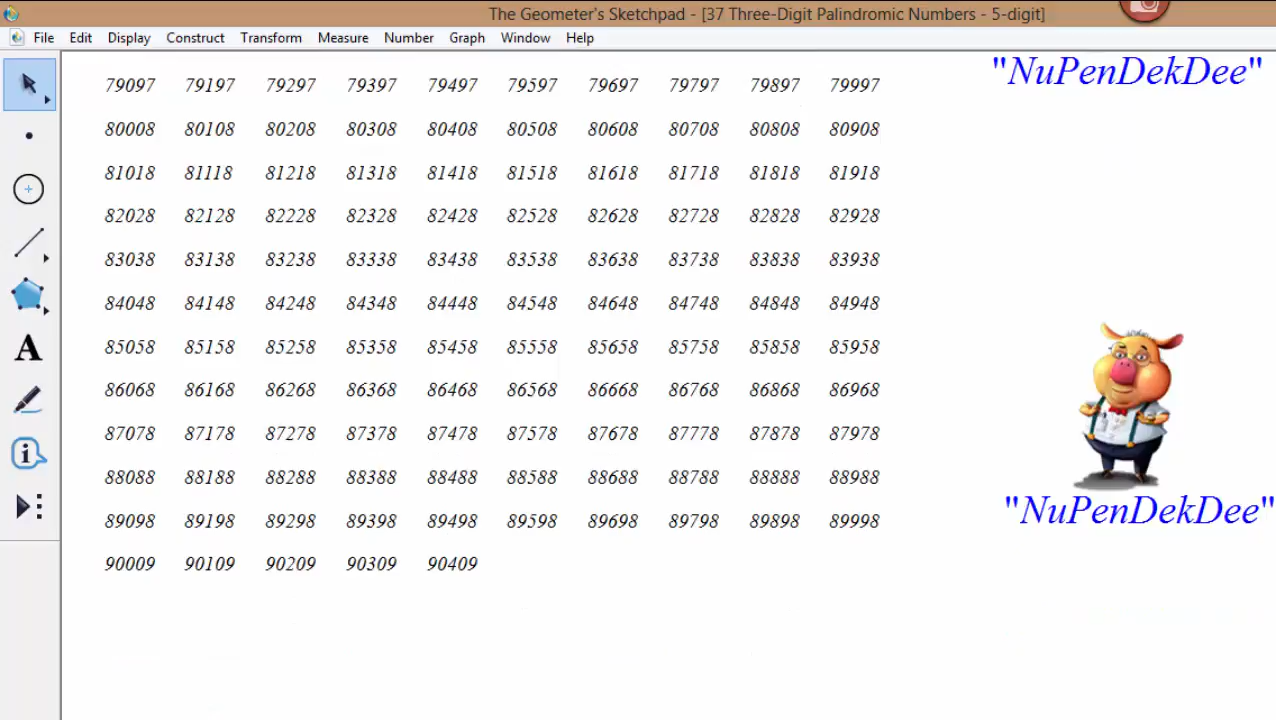 The Geometer's Sketchpad - [37 Three-Digit Palindromic Numbers - 5-digit]
File Edit Display Construct Transform Measure Number Graph Window Help
"NuPenDekDee"
79097 79197 79297 79397 79497 79597 79697 79797 79897 79997
80008 80108 80208 80308 80408 80508 80608 80708 80808 80908
81018 81118 81218 81318 81418 81518 81618 81718 81818 81918
82028 82128 82228 82328 82428 82528 82628 82728 82828 82928
83038 83138 83238 83338 83438 83538 83638 83738 83838 83938
84048 84148 84248 84348 84448 84548 84648 84748 84848 84948
85058 85158 85258 85358 85458 85558 85658 85758 85858 85958
86068 86168 86268 86368 86468 86568 86668 86768 86868 86968
87078 87178 87278 87378 87478 87578 87678 87778 87878 87978
88088 88188 88288 88388 88488 88588 88688 88788 88888 88988
"NuPenDekDee"
89098 89198 89298 89398 89498 89598 89698 89798 89898 89998
90009 90109 90209 90309 90409
A